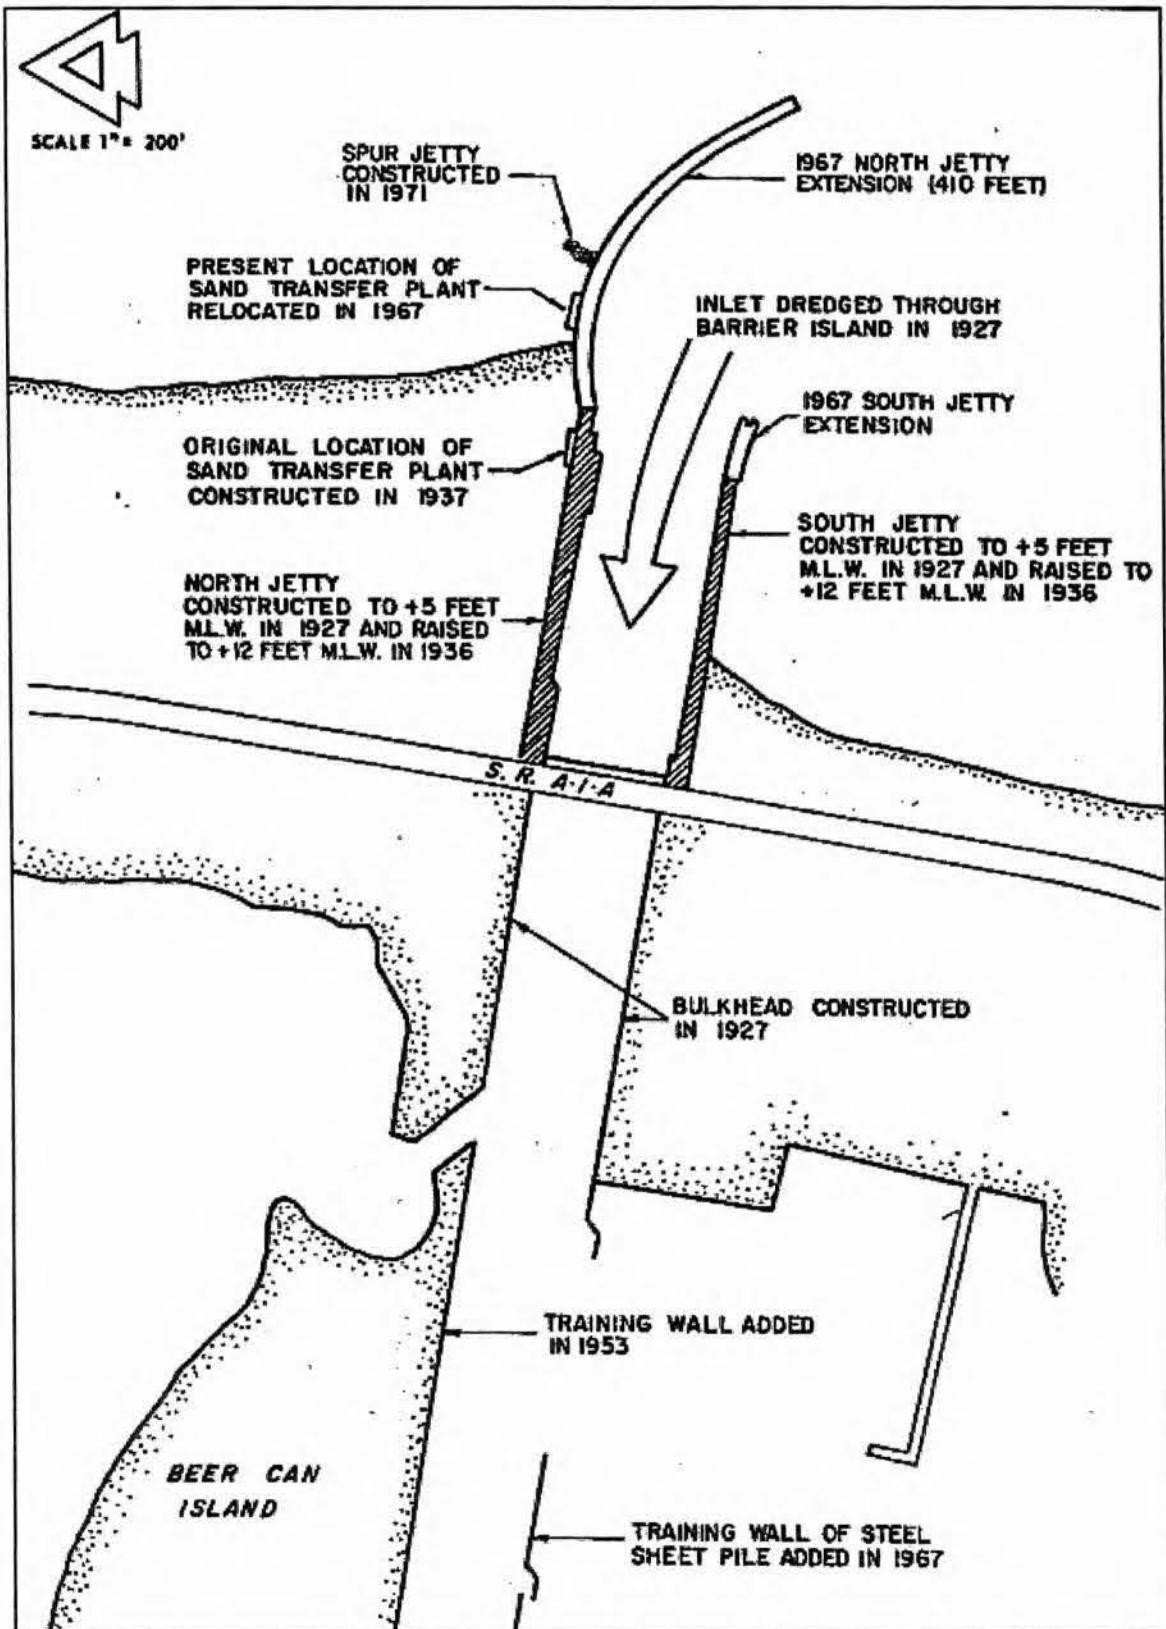 SCALE 1"= 200'
SPUR JETTY
CONSTRUCTED
IN 1971
1967 NORTH JETTY
EXTENSION (410 FEET)
PRESENT LOCATION OF
SAND TRANSFER PLANT
RELOCATED IN 1967
INLET DREDGED THROUGH
BARRIER ISLAND IN 1927
1967 SOUTH JETTY
EXTENSION
ORIGINAL LOCATION OF
SAND TRANSFER PLANT
CONSTRUCTED IN 1937
SOUTH JETTY
CONSTRUCTED TO +5 FEET
M.L.W. IN 1927 AND RAISED TO
+12 FEET M.L.W. IN 1936
NORTH JETTY
CONSTRUCTED TO +5 FEET
M.L.W. IN 1927 AND RAISED
TO +12 FEET M.L.W. IN 1936
S. R. A-1-A
BULKHEAD CONSTRUCTED
IN 1927
TRAINING WALL ADDED
IN 1953
BEER CAN
ISLAND
TRAINING WALL OF STEEL
SHEET PILE ADDED IN 1967